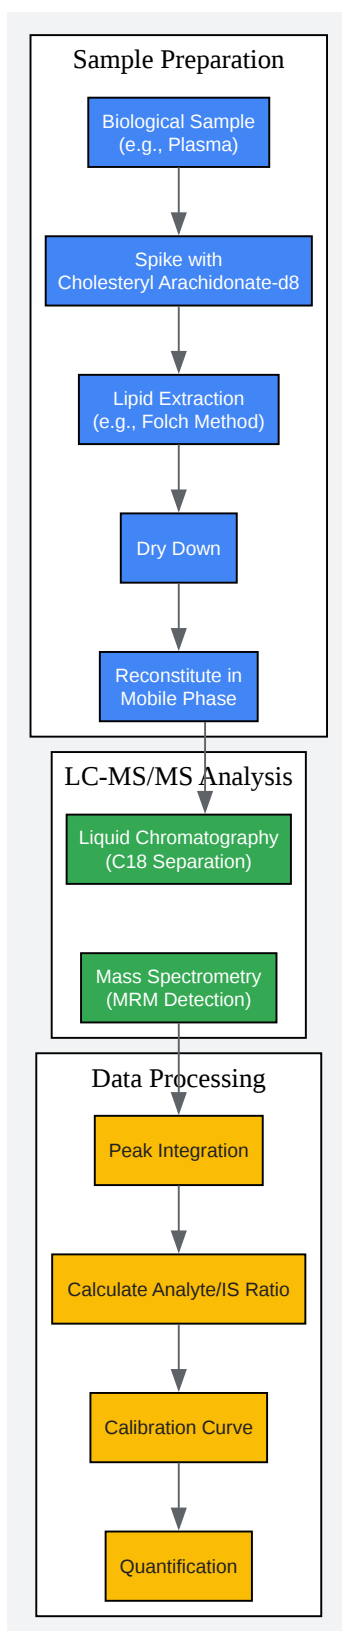 Sample Preparation
Biological Sample
(e.g., Plasma)
Spike with
Cholesteryl Arachidonate-d8
Lipid Extraction
(e.g., Folch Method)
Dry Down
Reconstitute in
Mobile Phase
LC-MS/MS Analysis
Liquid Chromatography
(C18 Separation)
Mass Spectrometry
(MRM Detection)
Data Processing
Peak Integration
Calculate Analyte/IS Ratio
Calibration Curve
Quantification